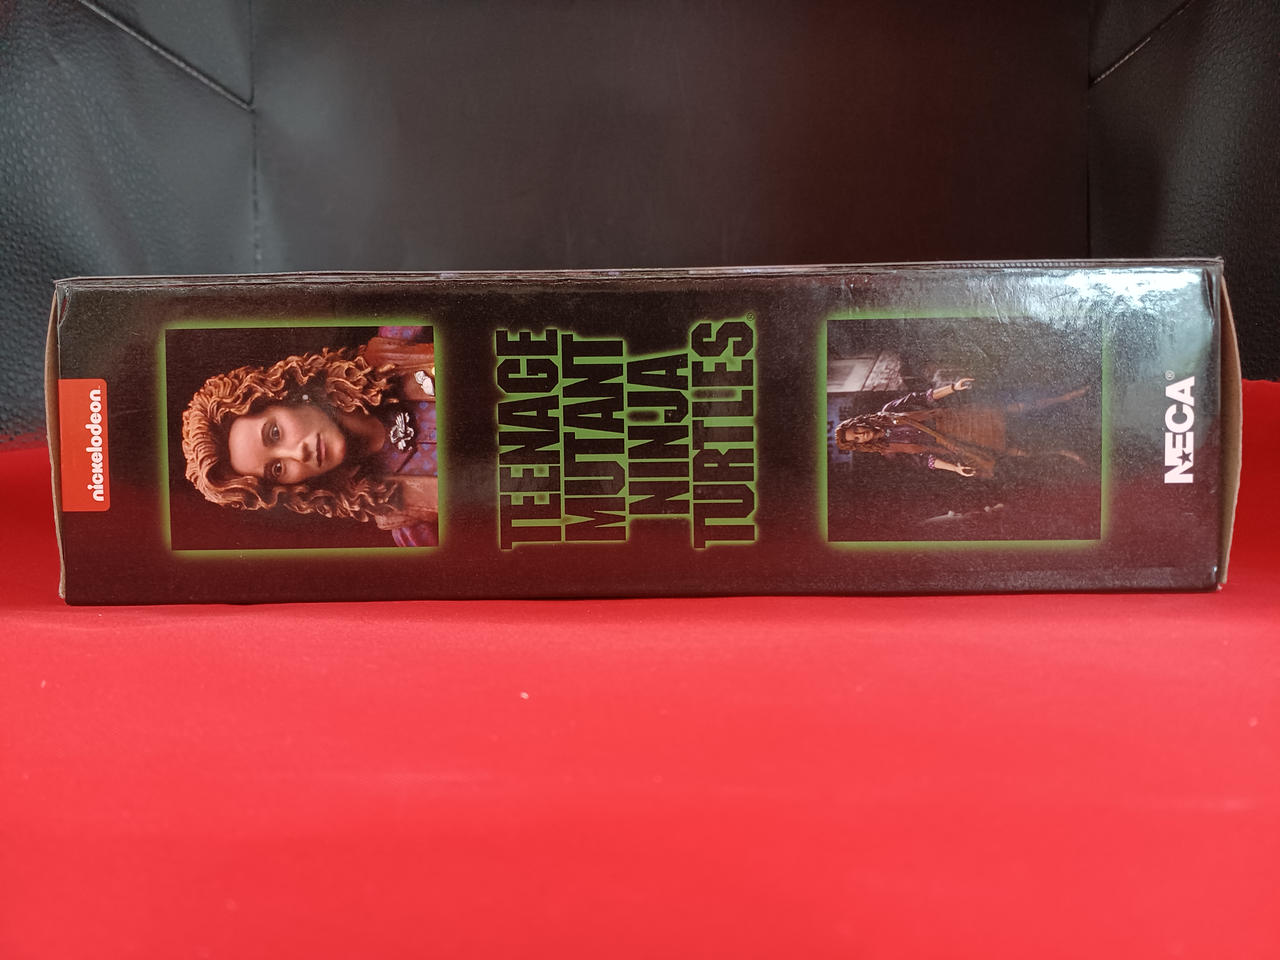 nickelodeon
TEENAGE
MUTANT
NINJA
TURTLES®
NECA®